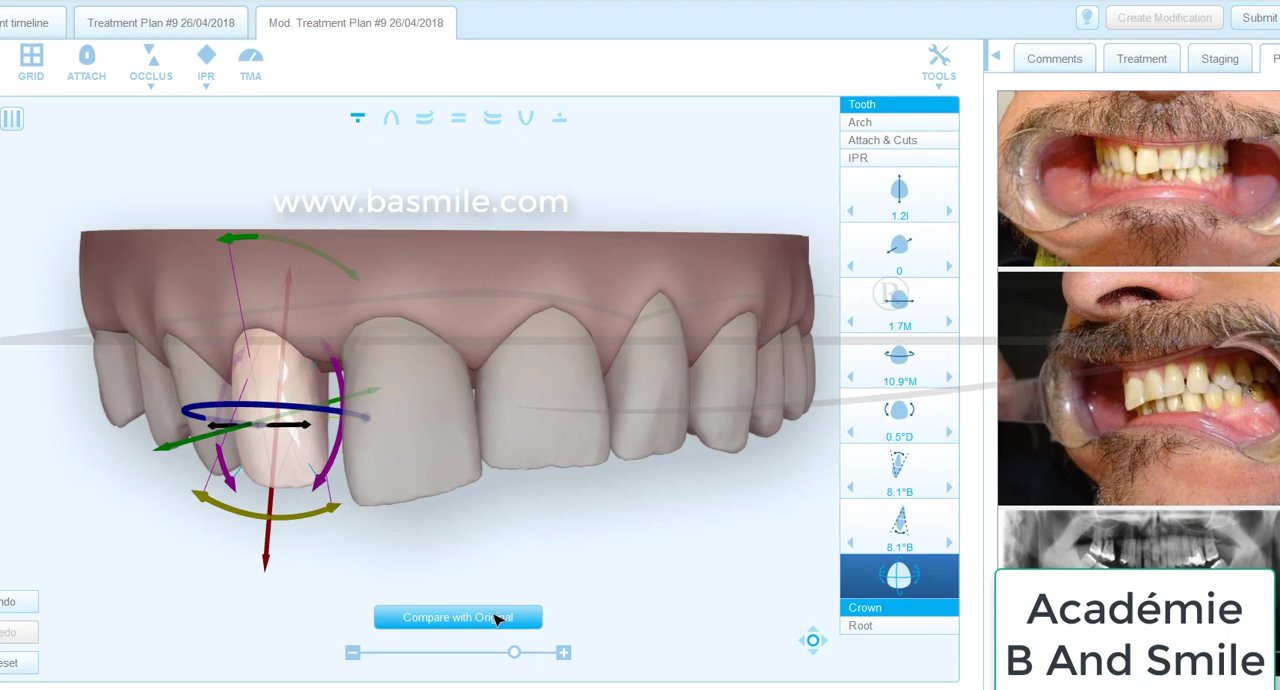 nt timeline
Treatment Plan #9 26/04/2018
Mod. Treatment Plan #9 26/04/2018
Create Modification
Submit
GRID
ATTACH
OCCLUS
IPR
TMA
TOOLS
Comments
Treatment
Staging
P
Tooth
Arch
Attach & Cuts
IPR
1.2I
0
®
1.7M
10.9°M
0.5°D
8.1°B
8.1°B
Crown
Root
www.basmile.com
ndo
edo
eset
Compare with Original
Académie
B And Smile